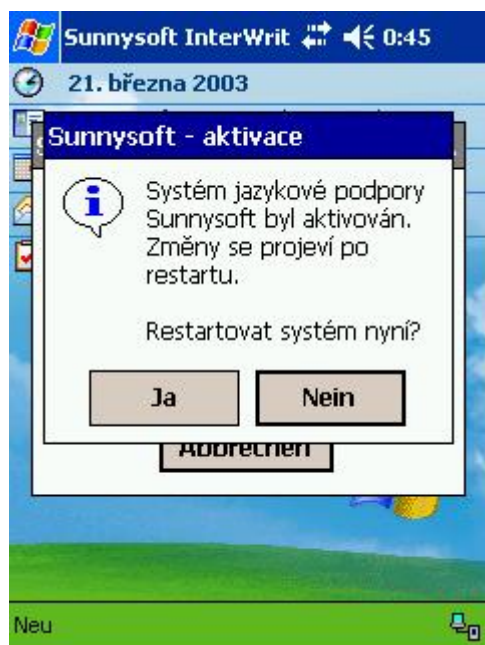 Sunnysoft InterWrit 0:45
21. března 2003
Sunnysoft - aktivace
Systém jazykové podpory
Sunnysoft byl aktivován.
Změny se projeví po
restartu.
Restartovat systém nyní?
Ja Nein
Abbrechen
Neu